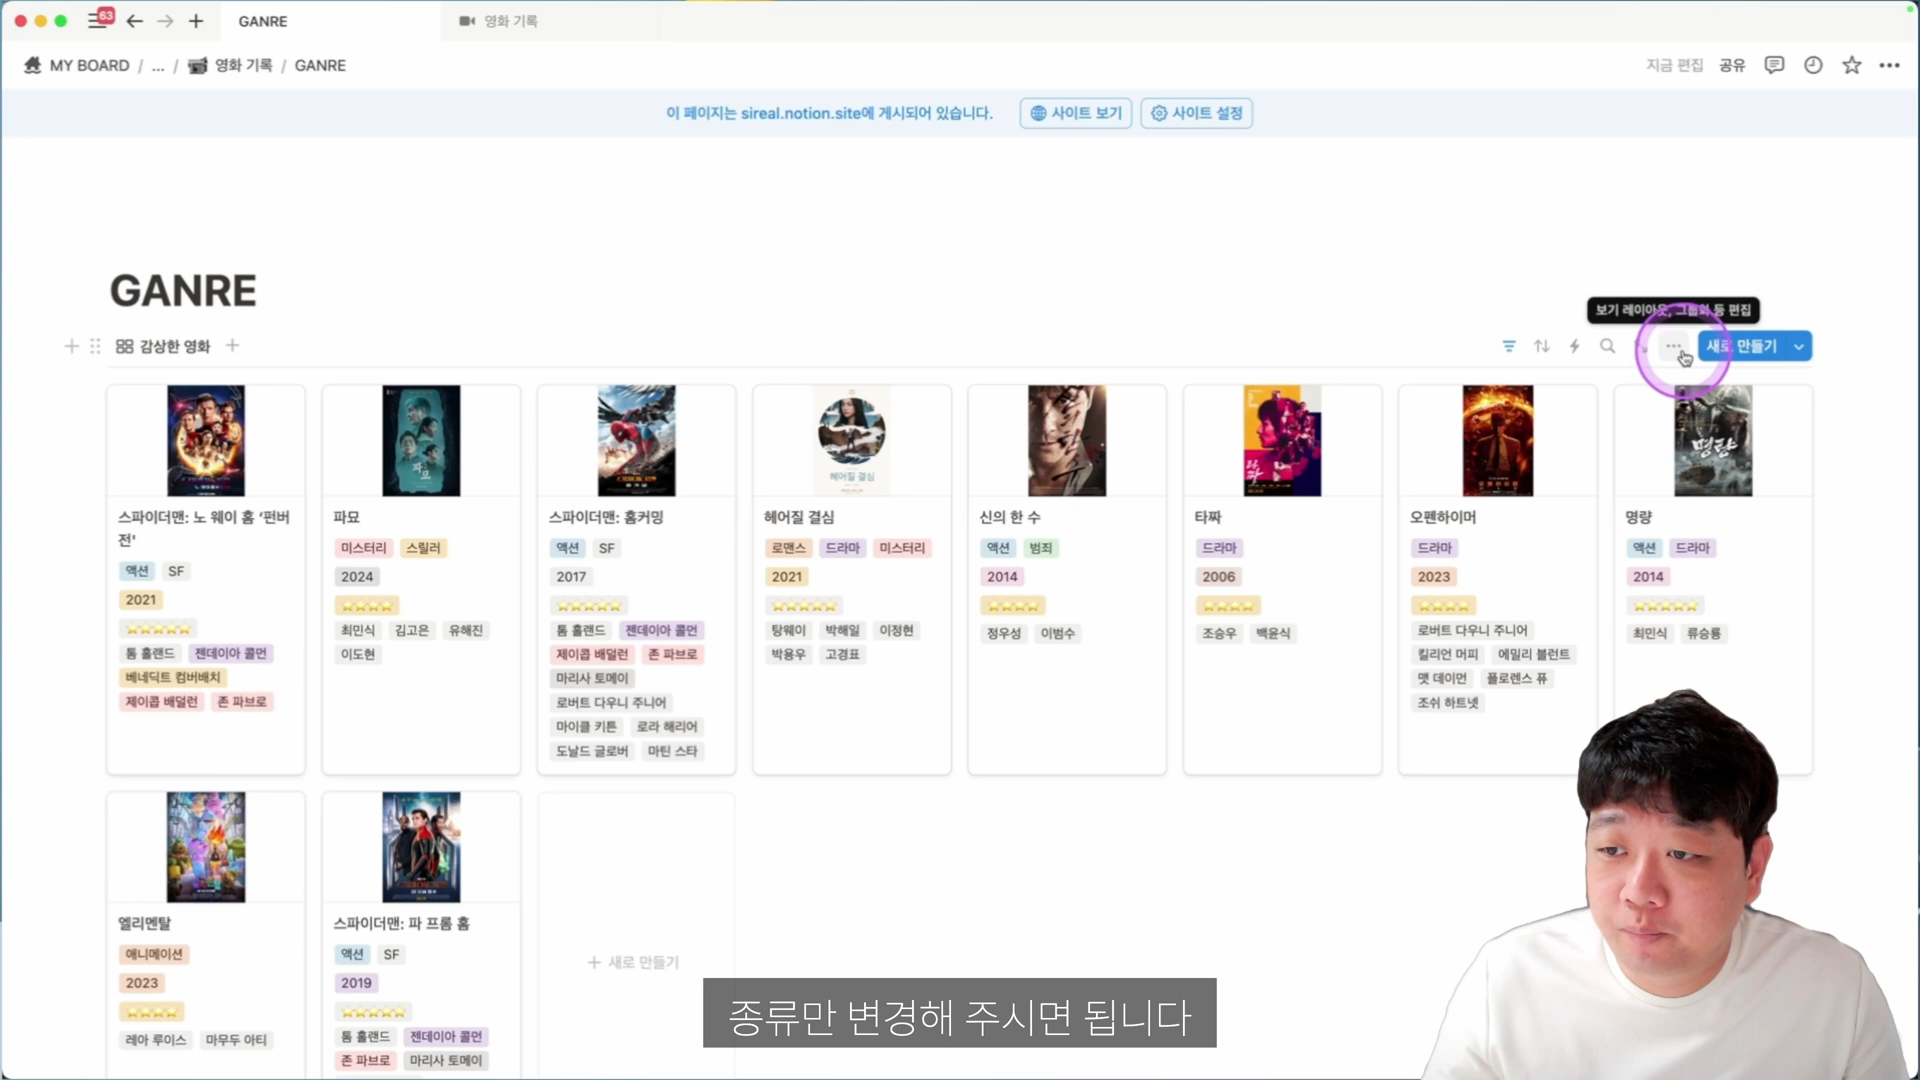 63
GANRE
영화 기록
MY BOARD / ... / 영화 기록 / GANRE
지금 편집 공유
이 페이지는 sireal.notion.site에 게시되어 있습니다.
사이트 보기
사이트 설정
GANRE
감상한 영화
새로 만들기
스파이더맨: 노 웨이 홈 ‘펀버전'
액션 SF
2021
톰 홀랜드 젠데이아 콜먼
베네딕트 컴버배치
제이콥 배덜런 존 파브로
파묘
파묘
미스터리 스릴러
2024
최민식 김고은 유해진
이도현
스파이더맨: 홈커밍
액션 SF
2017
톰 홀랜드 젠데이아 콜먼
제이콥 배덜런 존 파브로
마리사 토메이
로버트 다우니 주니어
마이클 키튼 로라 해리어
도날드 글로버 마틴 스타
헤어질 결심
헤어질 결심
로맨스 드라마 미스터리
2021
탕웨이 박해일 이정현
박용우 고경표
신의 한 수
액션 범죄
2014
정우성 이범수
타짜
타짜
드라마
2006
조승우 백윤식
오펜하이머
드라마
2023
로버트 다우니 주니어
킬리언 머피 에밀리 블런트
맷 데이먼 플로렌스 퓨
조쉬 하트넷
명량
명량
액션 드라마
2014
최민식 류승룡
엘리멘탈
애니메이션
2023
레아 루이스 마무두 아티
스파이더맨: 파 프롬 홈
액션 SF
2019
톰 홀랜드 젠데이아 콜먼
존 파브로 마리사 토메이
+ 새로 만들기
종류만 변경해 주시면 됩니다